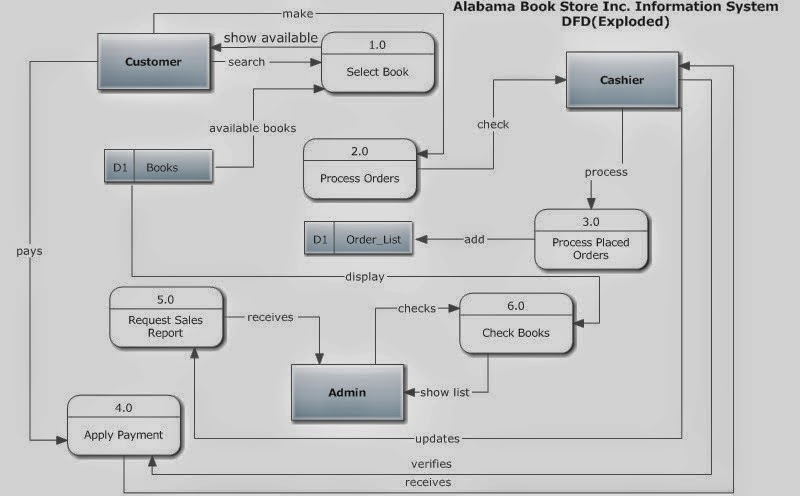 Alabama Book Store Inc. Information System
DFD(Exploded)
make
show available
search
Customer
1.0
Select Book
Cashier
available books
check
D1 Books
2.0
Process Orders
process
3.0
Process Placed
Orders
D1 Order_List
add
pays
display
5.0
Request Sales
Report
receives
checks
6.0
Check Books
Admin
show list
4.0
Apply Payment
updates
verifies
receives